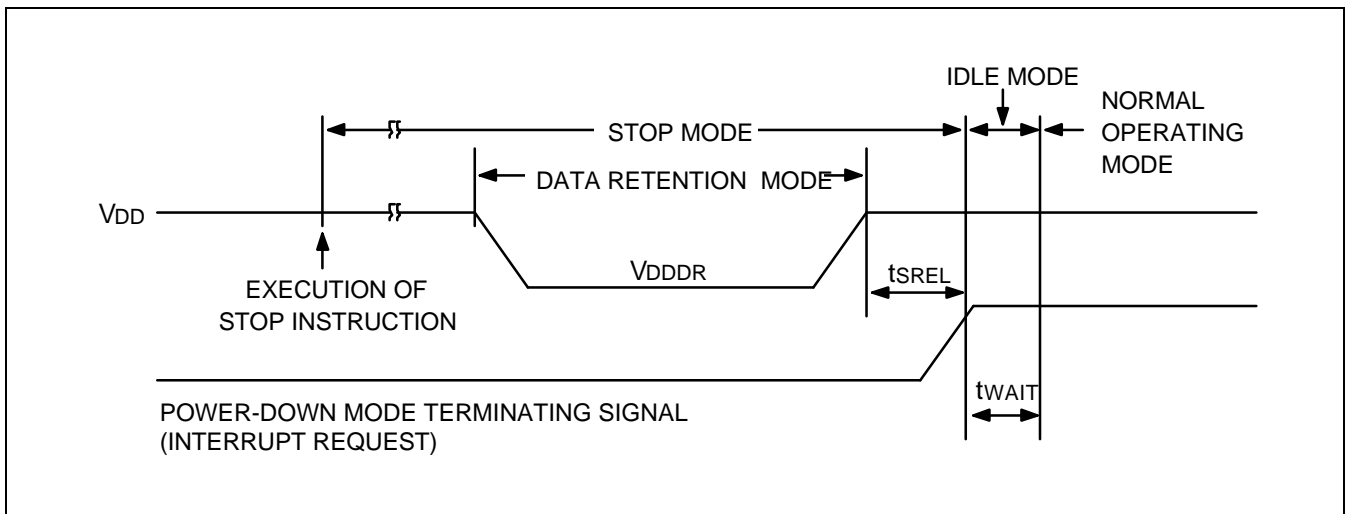 IDLE MODE
NORMAL
OPERATING
MODE
STOP MODE
DATA RETENTION MODE
VDD
VDDDR
tSREL
EXECUTION OF
STOP INSTRUCTION
tWAIT
POWER-DOWN MODE TERMINATING SIGNAL
(INTERRUPT REQUEST)